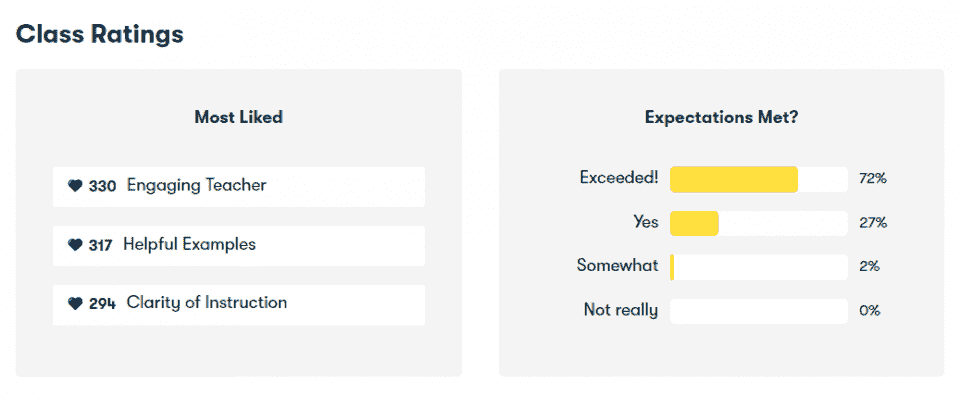 Class Ratings
Most Liked
330 Engaging Teacher
317 Helpful Examples
294 Clarity of Instruction
Expectations Met?
Exceeded! 72%
Yes 27%
Somewhat 2%
Not really 0%